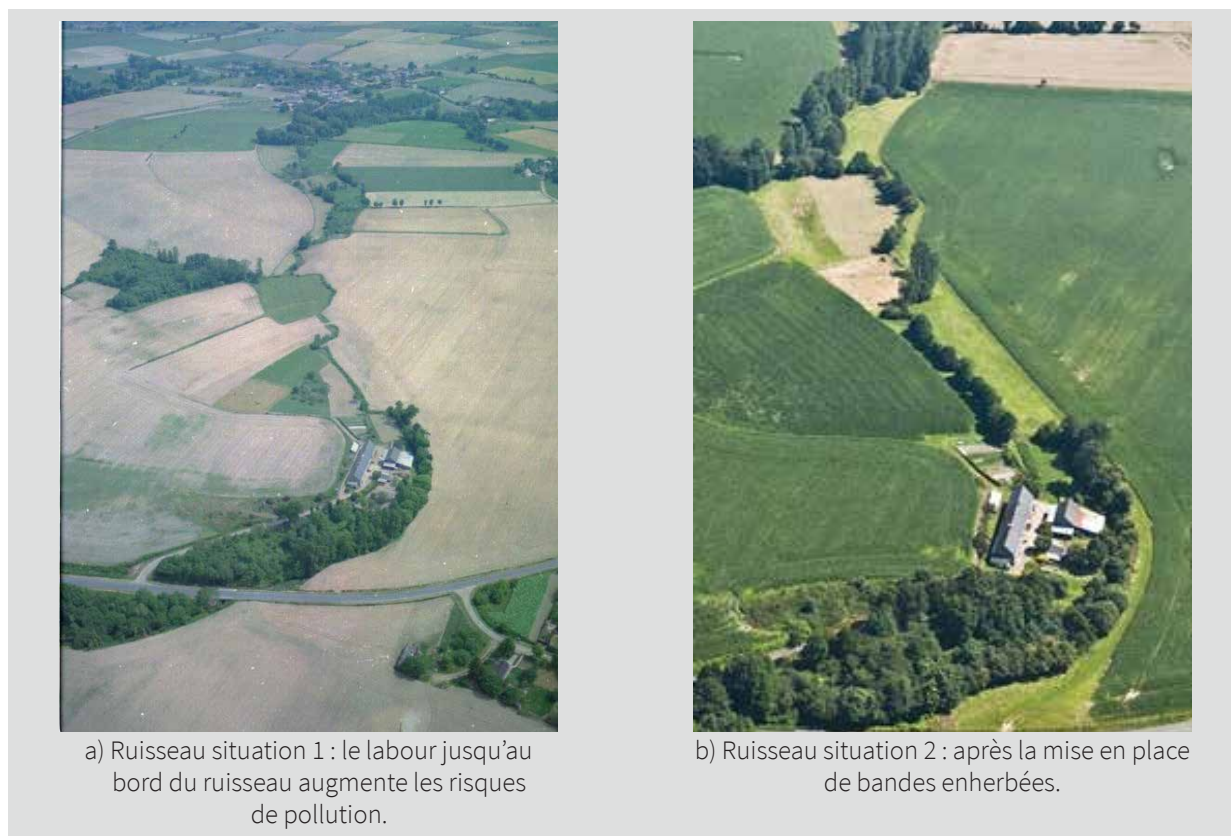 a) Ruisseau situation 1 : le labour jusqu’au
bord du ruisseau augmente les risques
de pollution.
b) Ruisseau situation 2 : après la mise en place
de bandes enherbées.